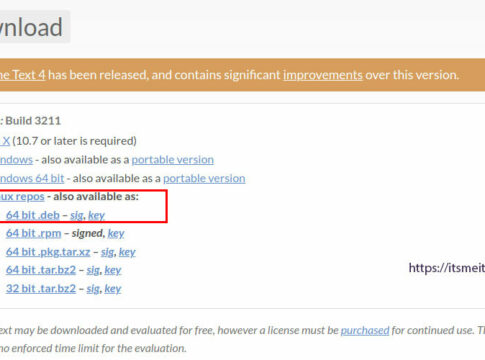 wnload
ne Text 4 has been released, and contains significant improvements over this version.
: Build 3211
X (10.7 or later is required)
ndows - also available as a portable version
ndows 64 bit - also available as a portable version
ux repos - also available as:
64 bit .deb – sig, key
64 bit .rpm – signed, key
64 bit .pkg.tar.xz – sig, key
64 bit .tar.bz2 – sig, key
https://itsmeit
32 bit .tar.bz2 – sig, key
ext may be downloaded and evaluated for free, however a license must be purchased for continued use. T
no enforced time limit for the evaluation.